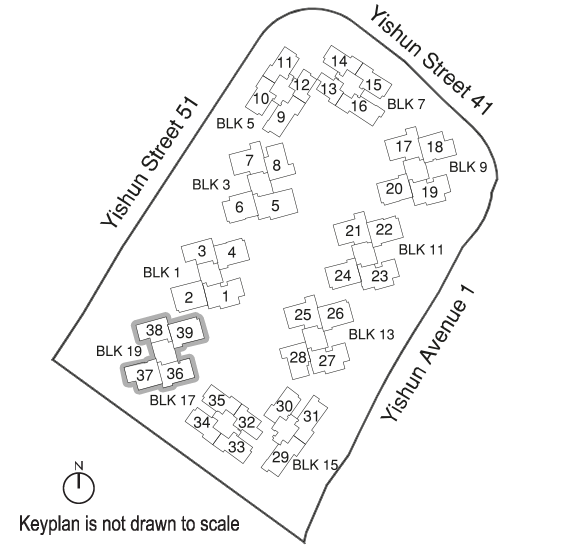 Yishun Street 41
Yishun Street 51
11
12
10
9
BLK 5
14
15
13
16
BLK 7
7
8
BLK 3
6
5
17
18
BLK 9
20
19
3
4
BLK 1
2
1
21
22
BLK 11
24
23
38
39
BLK 19
37
36
25
26
BLK 13
28
27
Yishun Avenue 1
BLK 17
35
34
32
33
30
31
29
BLK 15
N
Keyplan is not drawn to scale